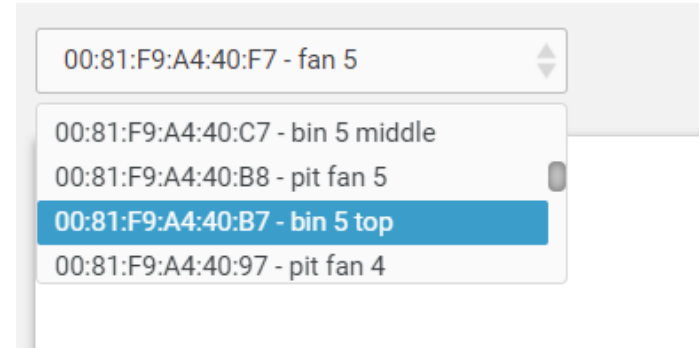 00:81:F9:A4:40:F7 - fan 5
00:81:F9:A4:40:C7 - bin 5 middle
00:81:F9:A4:40:B8 - pit fan 5
00:81:F9:A4:40:B7 - bin 5 top
00:81:F9:A4:40:97 - pit fan 4